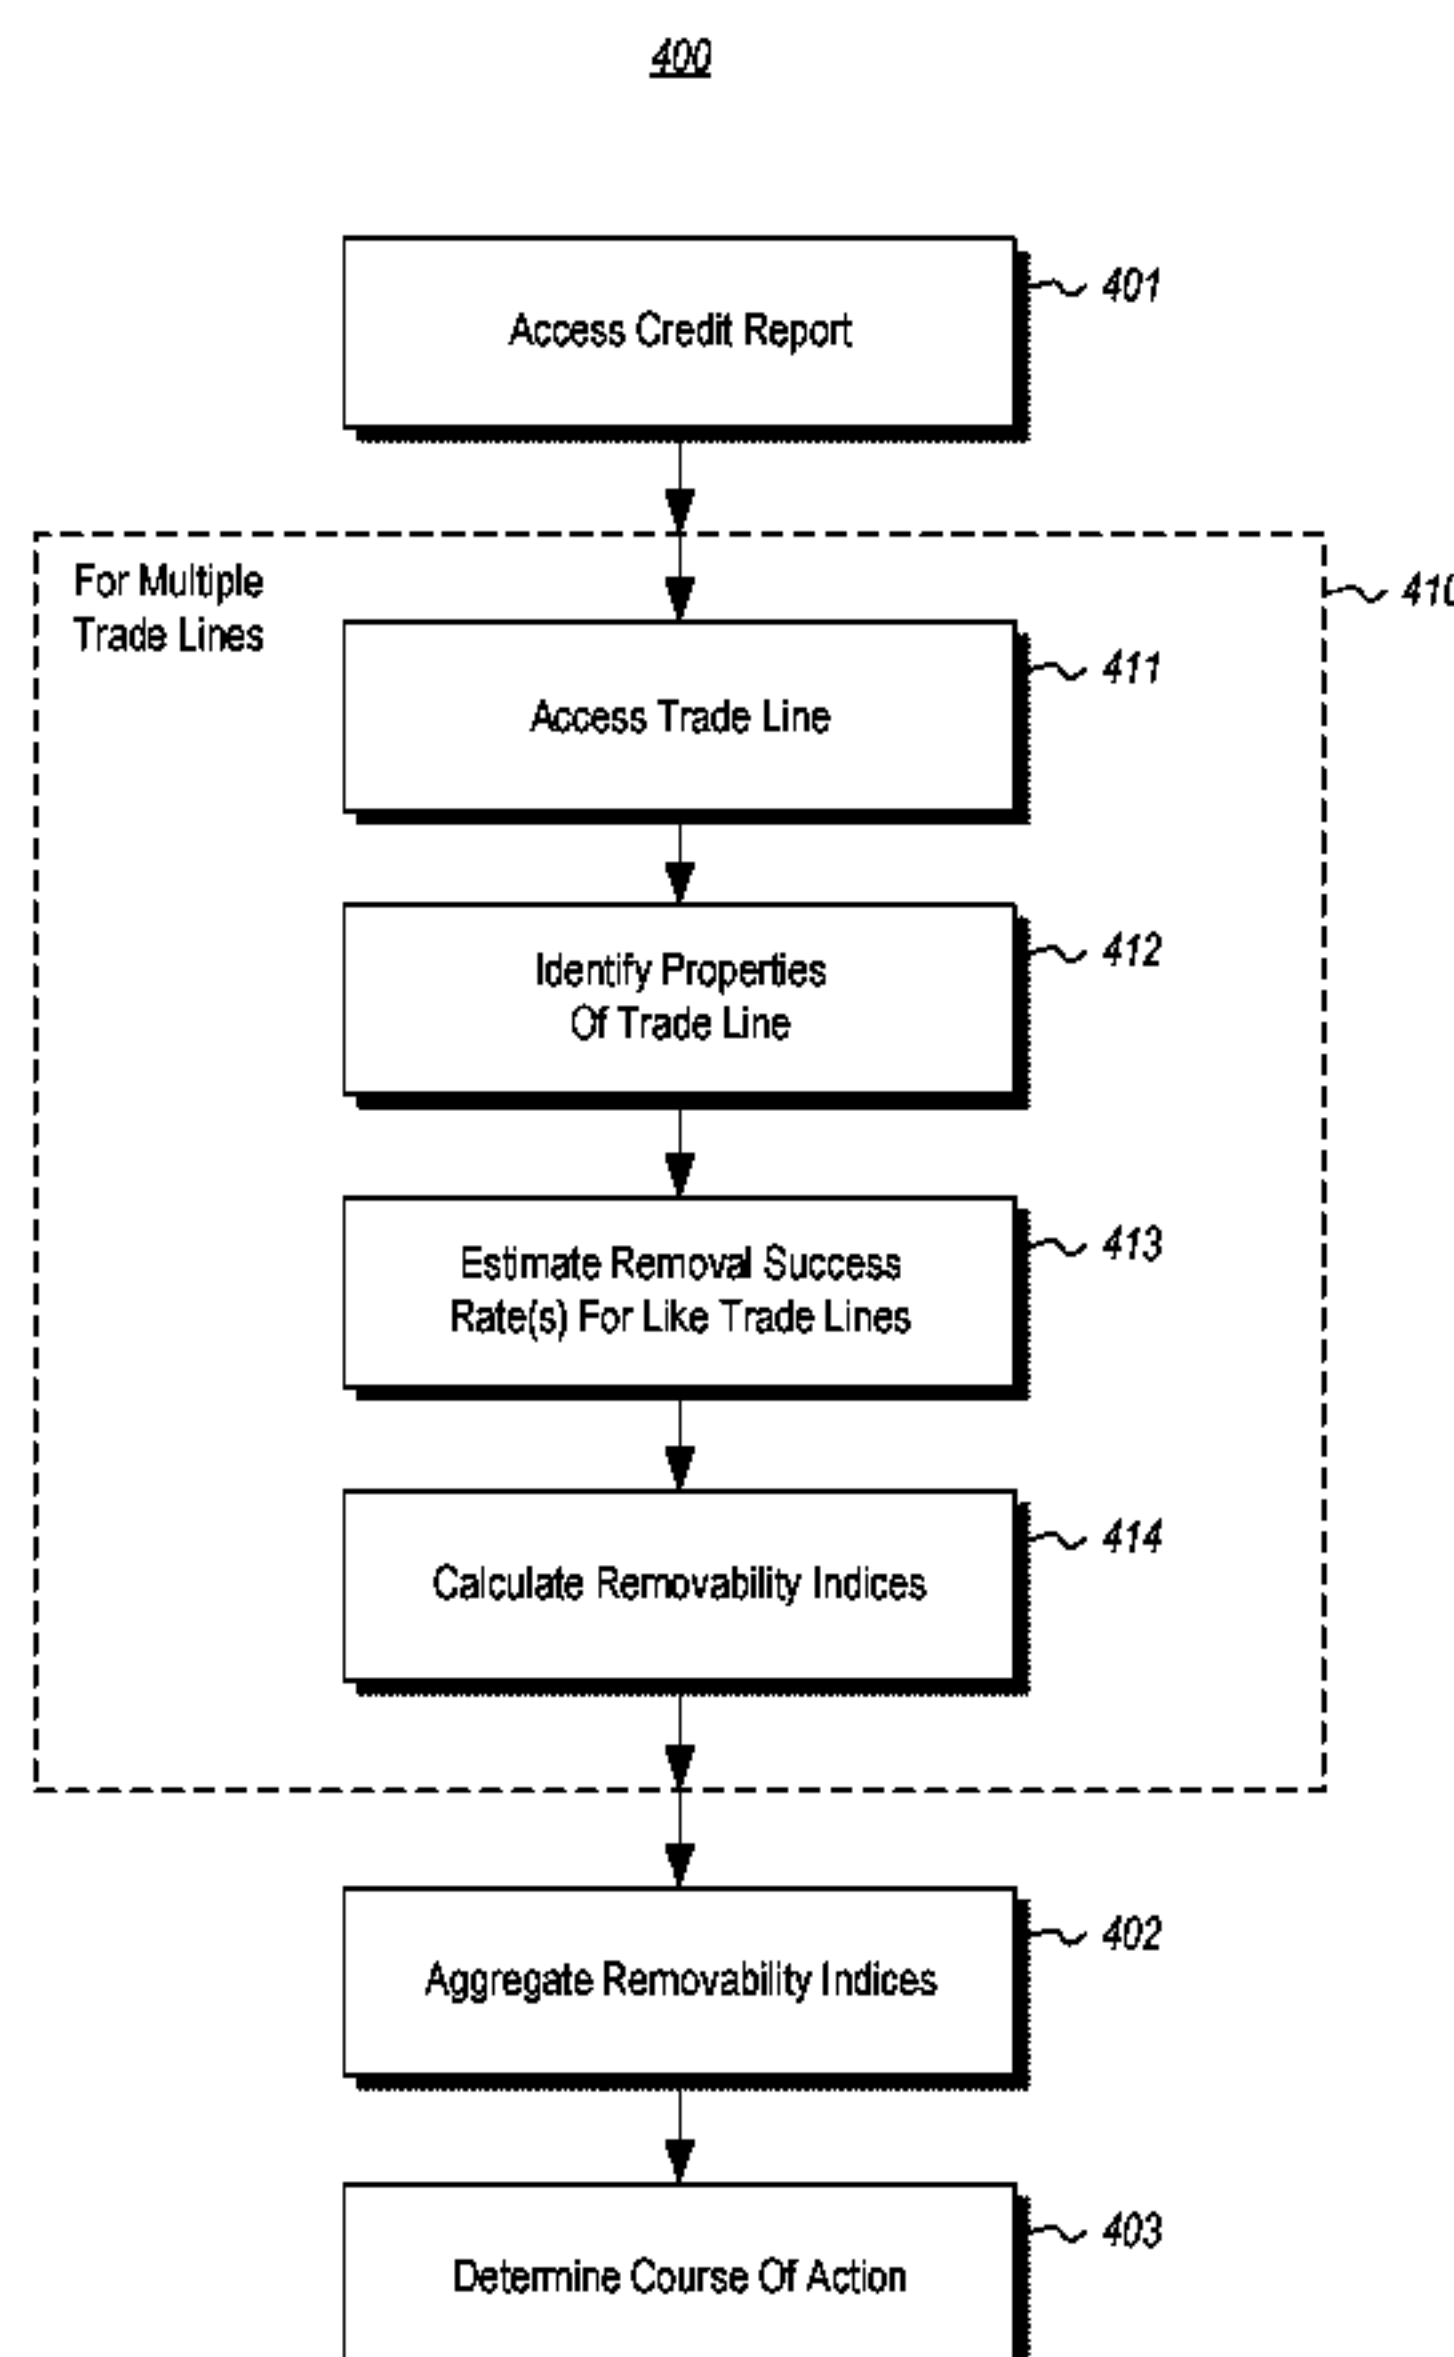 400
Access Credit Report
401
For Multiple
Trade Lines
410
Access Trade Line
411
Identify Properties
Of Trade Line
412
Estimate Removal Success
Rate(s) For Like Trade Lines
413
Calculate Removability Indices
414
Aggregate Removability Indices
402
Determine Course Of Action
403